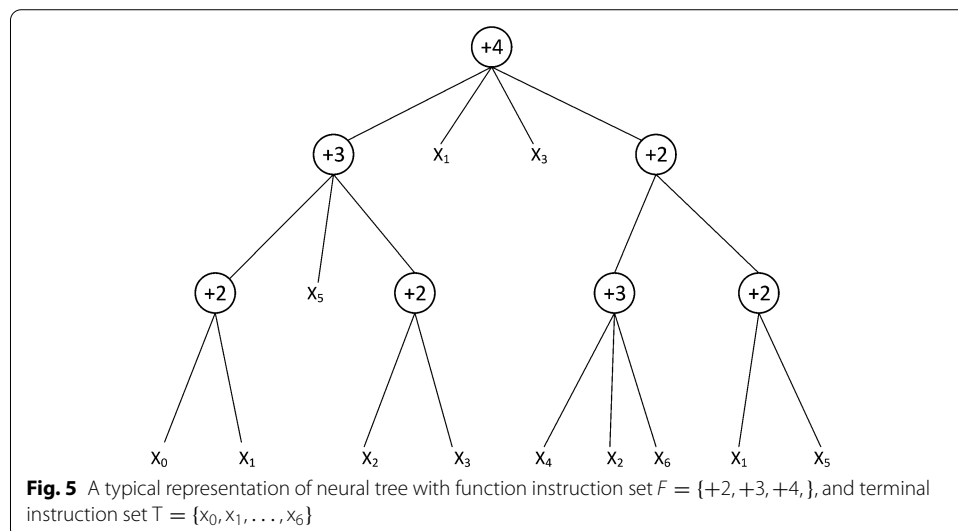 +4
+3 X₁ X₃ +2
+2 X₅ +2 +3 +2
X₀ X₁ X₂ X₃ X₄ X₂ X₆ X₁ X₅
Fig. 5 A typical representation of neural tree with function instruction set F = {+2, +3, +4, }, and terminal
instruction set T = {x₀, x₁, . . . , x₆}